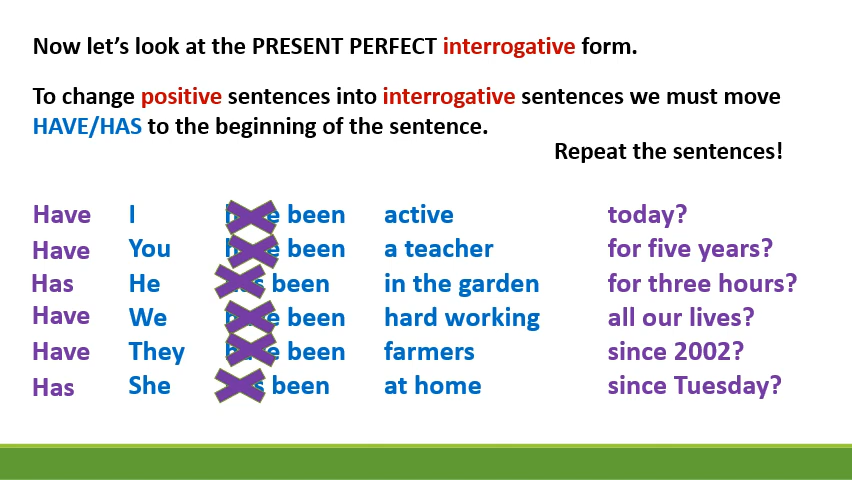 Now let's look at the PRESENT PERFECT interrogative form.
To change positive sentences into interrogative sentences we must move
HAVE/HAS to the beginning of the sentence.
Repeat the sentences!
Have I been active today?
Have You been a teacher for five years?
Has He been in the garden for three hours?
Have We been hard working all our lives?
Have They been farmers since 2002?
Has She been at home since Tuesday?